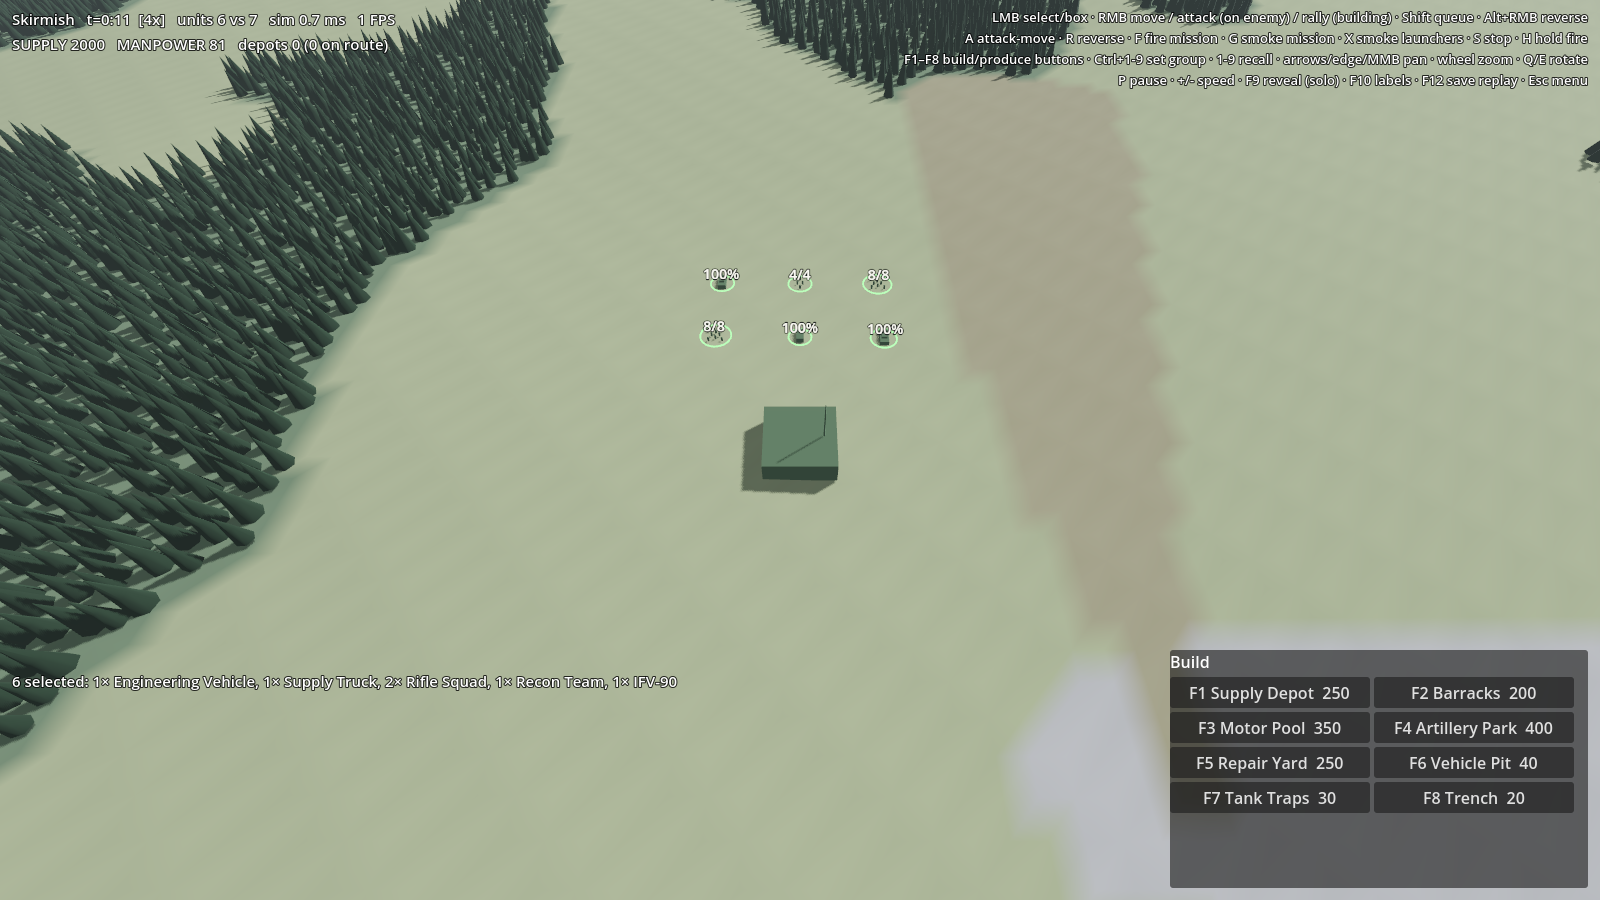 Skirmish t=0:11 [4x] units 6 vs 7 sim 0.7 ms 1 FPS
SUPPLY 2000 MANPOWER 81 depots 0 (0 on route)
LMB select/box · RMB move / attack (on enemy) / rally (building) · Shift queue · Alt+RMB reverse
A attack-move · R reverse · F fire mission · G smoke mission · X smoke launchers · S stop · H hold fire
F1–F8 build/produce buttons · Ctrl+1-9 set group · 1-9 recall · arrows/edge/MMB pan · wheel zoom · Q/E rotate
P pause · +/- speed · F9 reveal (solo) · F10 labels · F12 save replay · Esc menu
100% 4/4 8/8
8/8 100% 100%
6 selected: 1× Engineering Vehicle, 1× Supply Truck, 2× Rifle Squad, 1× Recon Team, 1× IFV-90
Build
F1 Supply Depot 250 F2 Barracks 200
F3 Motor Pool 350 F4 Artillery Park 400
F5 Repair Yard 250 F6 Vehicle Pit 40
F7 Tank Traps 30 F8 Trench 20